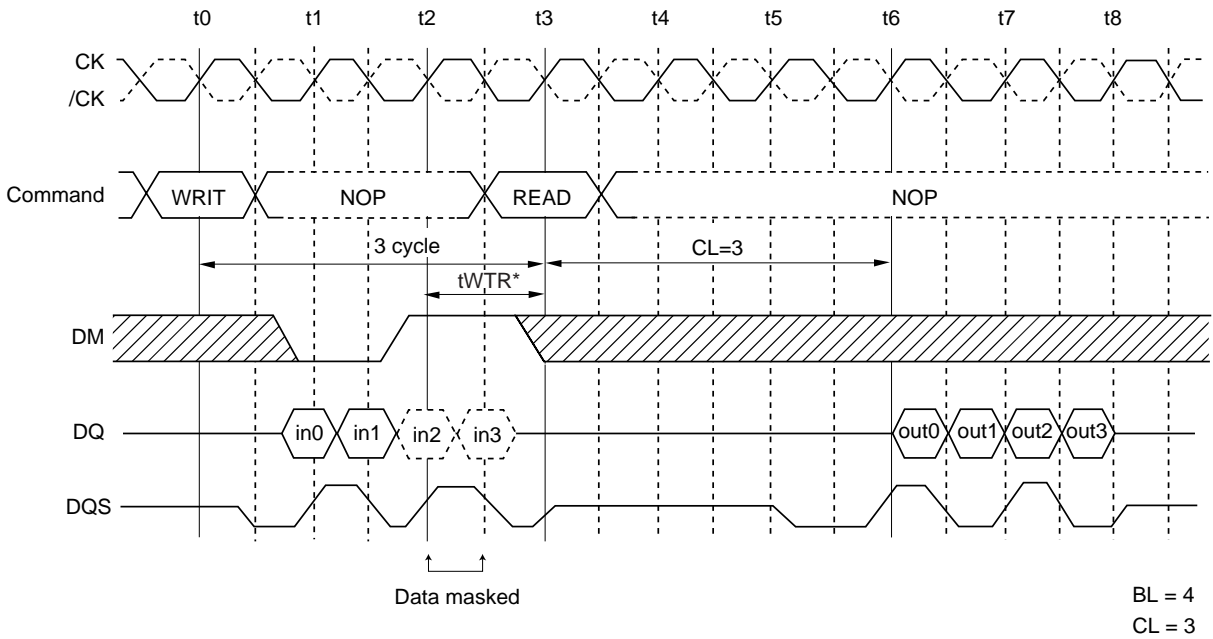 t0 t1 t2 t3 t4 t5 t6 t7 t8
CK
/CK
Command WRIT NOP READ NOP
3 cycle CL=3
tWTR*
DM
DQ in0 in1 in2 in3 out0 out1 out2 out3
DQS
Data masked
BL = 4
CL = 3